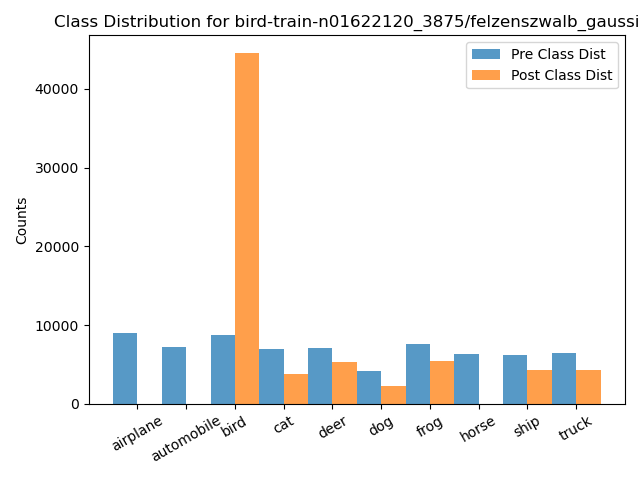 Class Distribution for bird-train-n01622120_3875/felzenszwalb_gaussi
Pre Class Dist
Post Class Dist
Counts
40000
30000
20000
10000
0
airplane
automobile
bird
cat
deer
dog
frog
horse
ship
truck